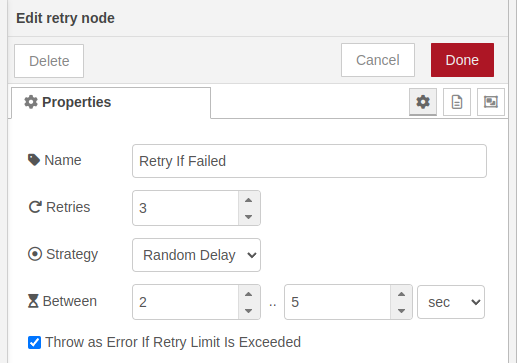 Edit retry node
Delete Cancel Done
Properties
Name Retry If Failed
Retries 3
Strategy Random Delay
Between 2 .. 5 sec
Throw as Error If Retry Limit Is Exceeded